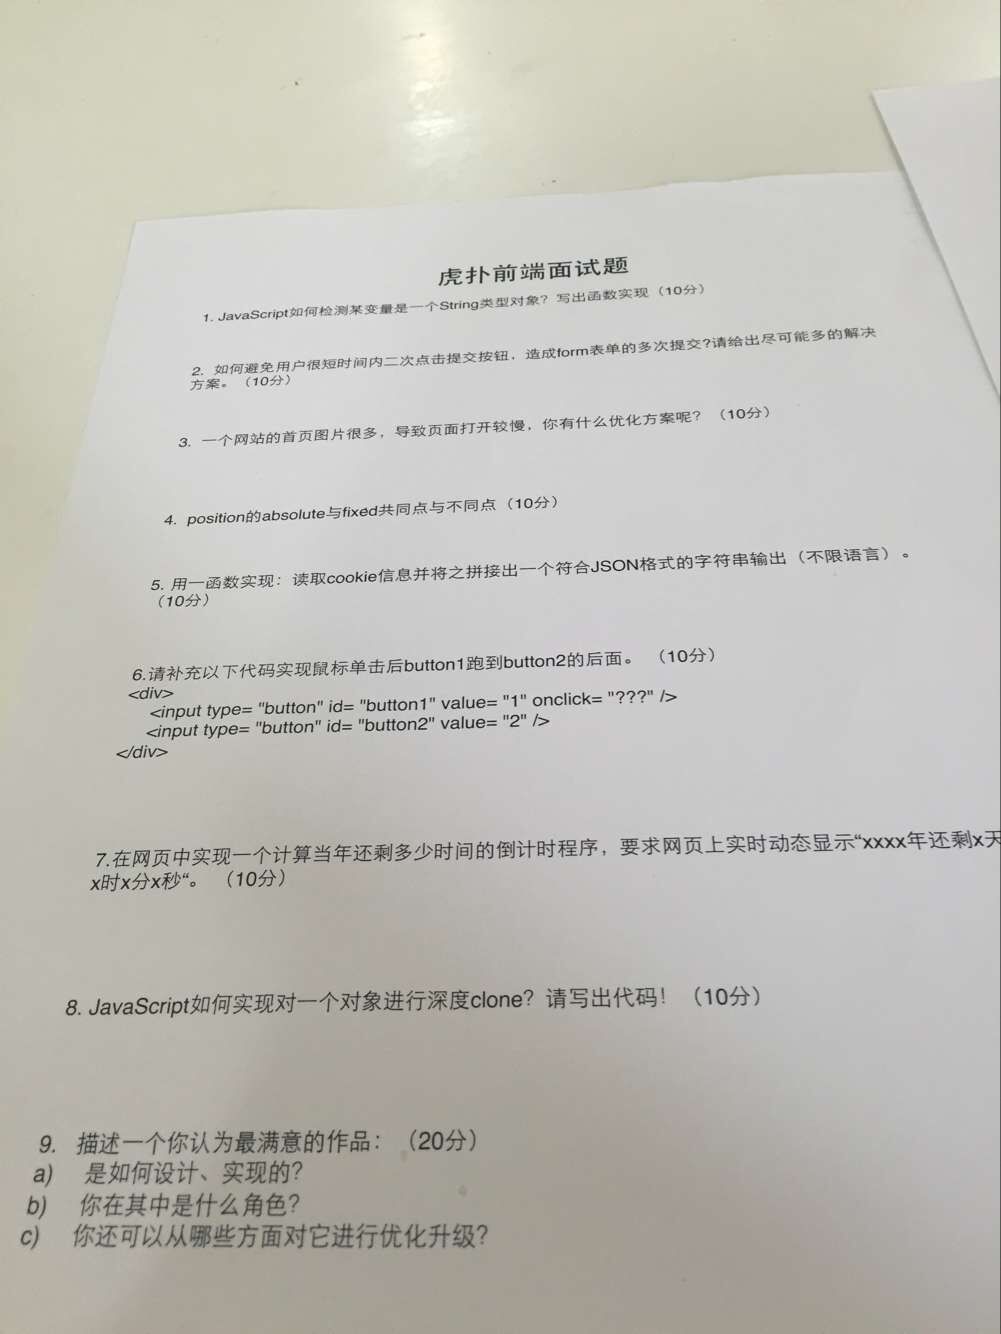 虎扑前端面试题
1. JavaScript如何检测某变量是一个String类型对象？写出函数实现（10分）
2. 如何避免用户很短时间内二次点击提交按钮，造成form表单的多次提交?请给出尽可能多的解决
方案。（10分）
3. 一个网站的首页图片很多，导致页面打开较慢，你有什么优化方案呢？（10分）
4. position的absolute与fixed共同点与不同点（10分）
5. 用一函数实现：读取cookie信息并将之拼接出一个符合JSON格式的字符串输出（不限语言）。
（10分）
6.请补充以下代码实现鼠标单击后button1跑到button2的后面。（10分）
<div>
<input type= "button" id= "button1" value= "1" onclick= "???" />
<input type= "button" id= "button2" value= "2" />
</div>
7.在网页中实现一个计算当年还剩多少时间的倒计时程序，要求网页上实时动态显示“xxxx年还剩x天
x时x分x秒“。（10分）
8. JavaScript如何实现对一个对象进行深度clone？请写出代码！（10分）
9. 描述一个你认为最满意的作品：（20分）
a) 是如何设计、实现的？
b) 你在其中是什么角色？
c) 你还可以从哪些方面对它进行优化升级？